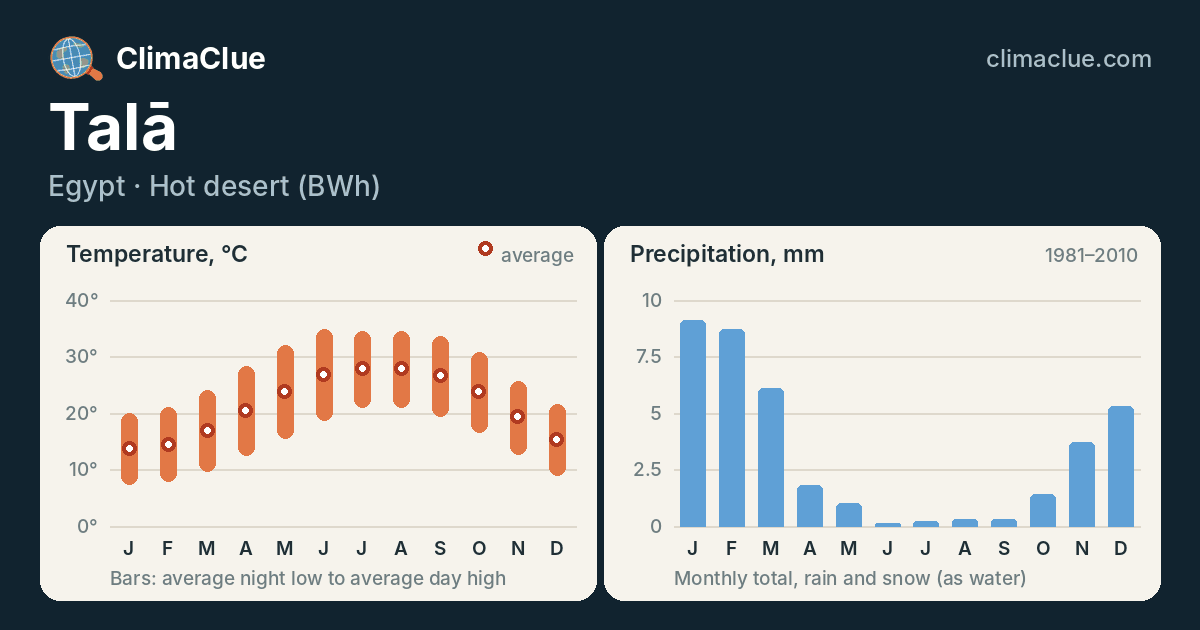 ClimaClue
climaclue.com
Talā
Egypt · Hot desert (BWh)
Temperature, °C
average
40°
30°
20°
10°
0°
J F M A M J J A S O N D
Bars: average night low to average day high
Precipitation, mm
1981–2010
10
7.5
5
2.5
0
J F M A M J J A S O N D
Monthly total, rain and snow (as water)